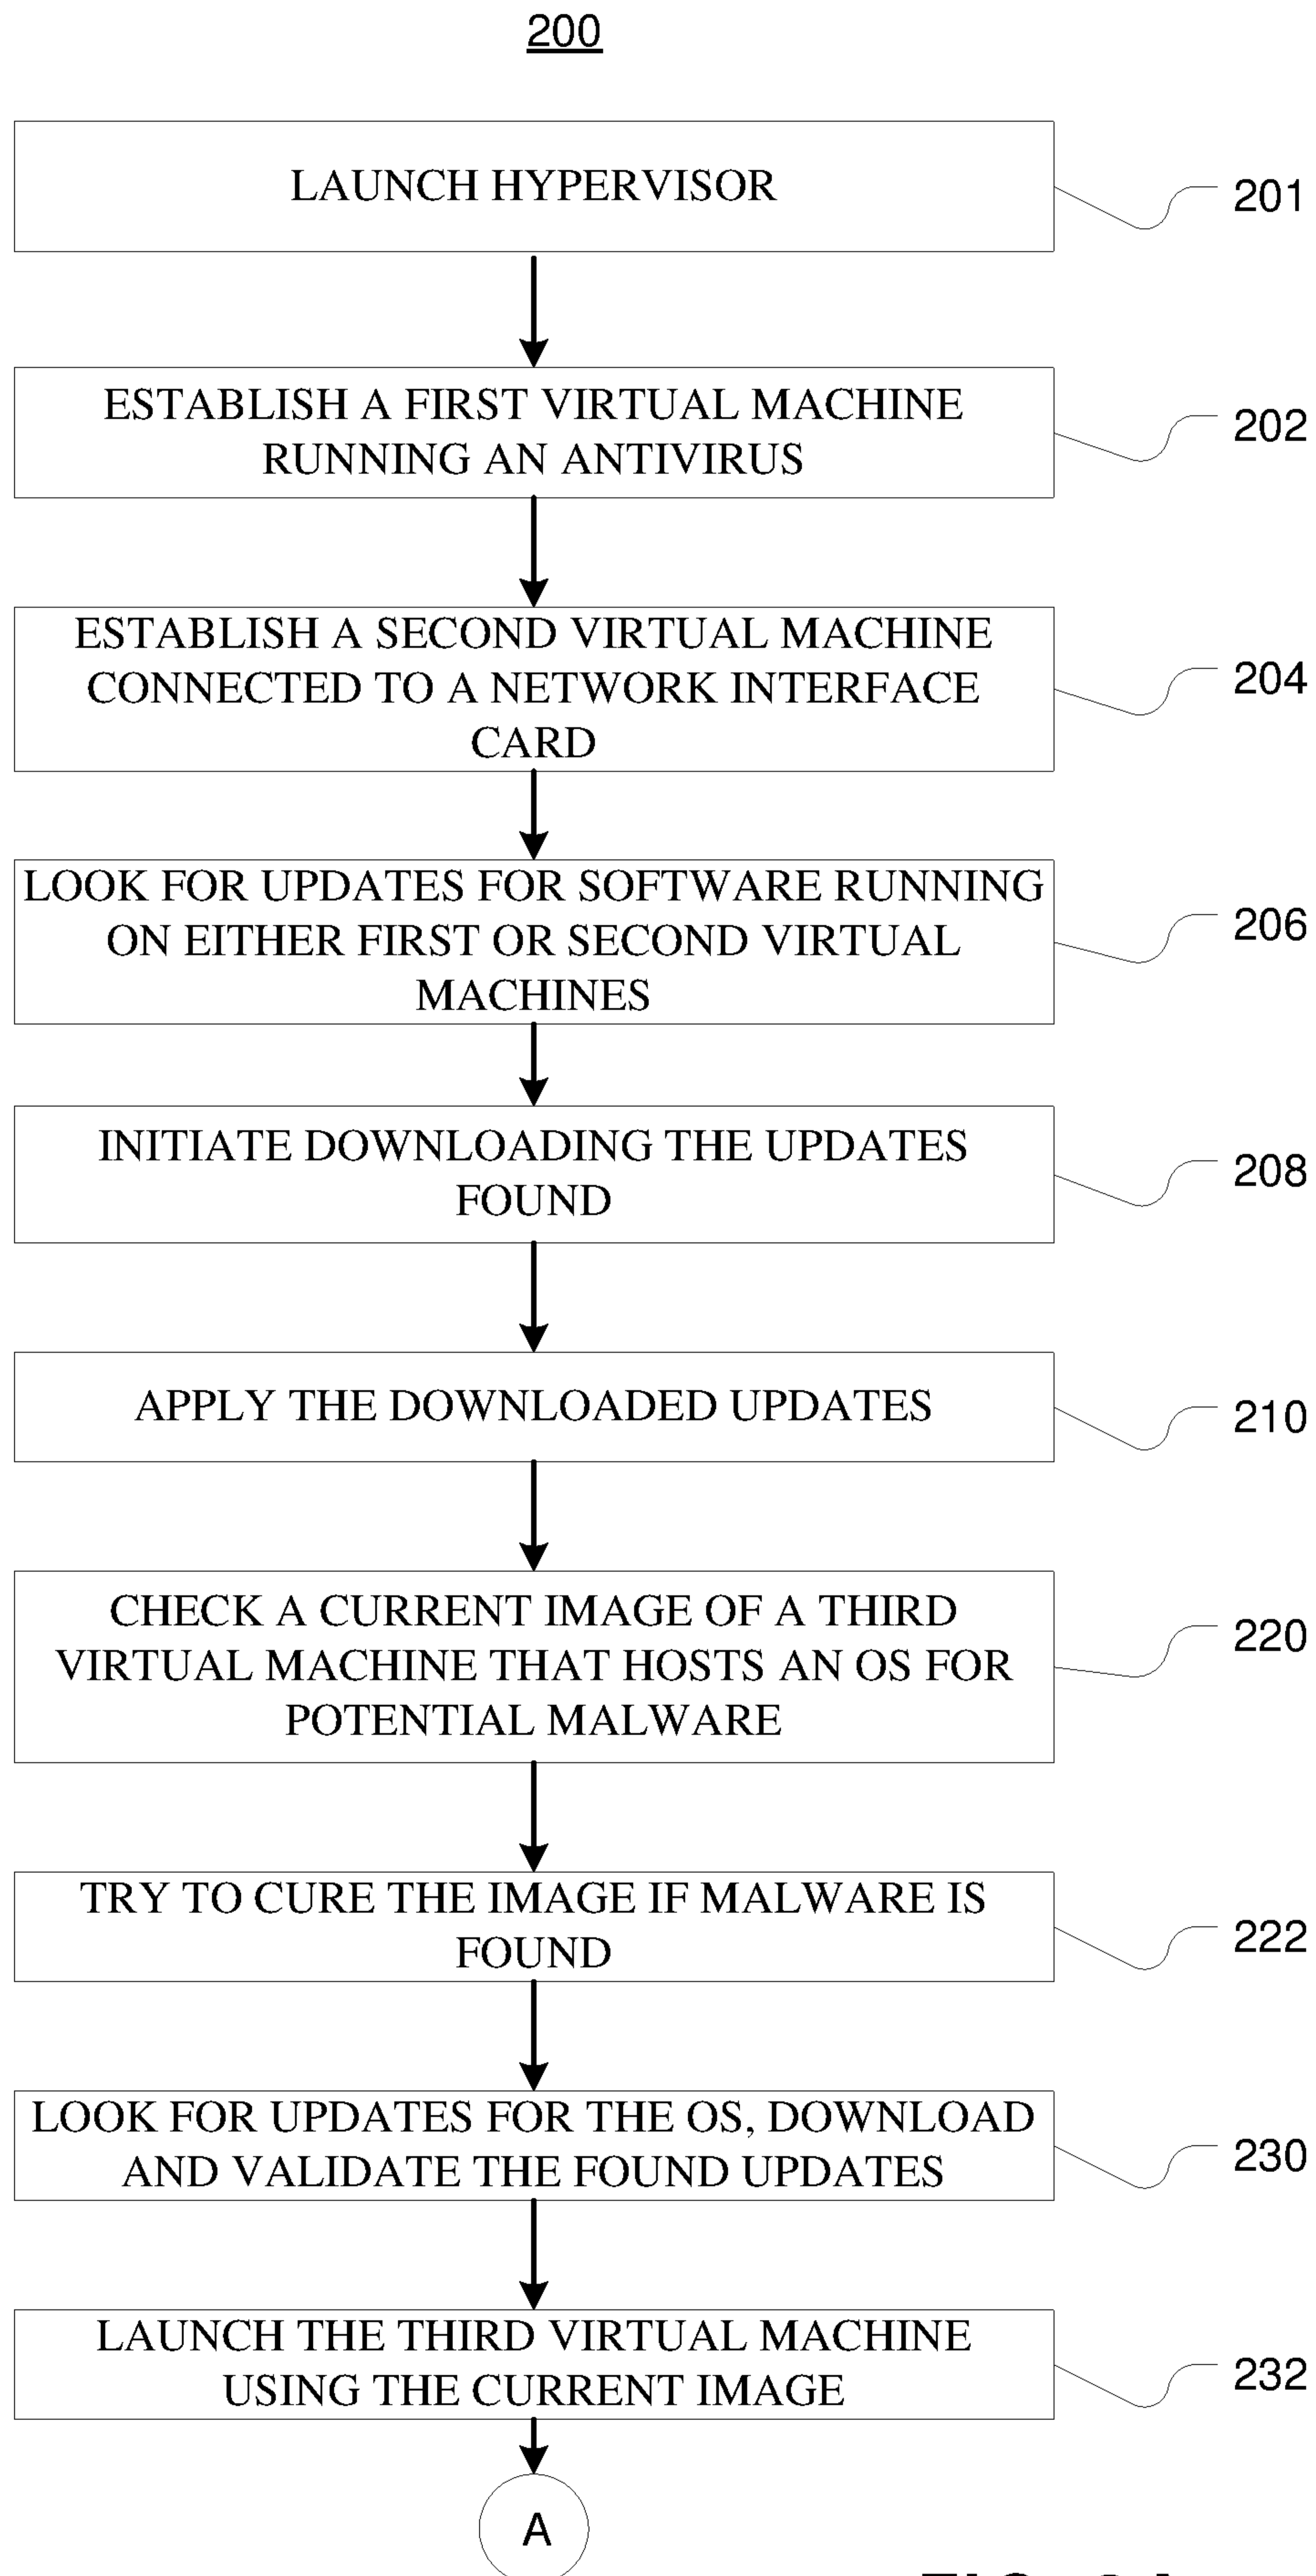 200
LAUNCH HYPERVISOR
201
ESTABLISH A FIRST VIRTUAL MACHINE
RUNNING AN ANTIVIRUS
202
ESTABLISH A SECOND VIRTUAL MACHINE
CONNECTED TO A NETWORK INTERFACE
CARD
204
LOOK FOR UPDATES FOR SOFTWARE RUNNING
ON EITHER FIRST OR SECOND VIRTUAL
MACHINES
206
INITIATE DOWNLOADING THE UPDATES
FOUND
208
APPLY THE DOWNLOADED UPDATES
210
CHECK A CURRENT IMAGE OF A THIRD
VIRTUAL MACHINE THAT HOSTS AN OS FOR
POTENTIAL MALWARE
220
TRY TO CURE THE IMAGE IF MALWARE IS
FOUND
222
LOOK FOR UPDATES FOR THE OS, DOWNLOAD
AND VALIDATE THE FOUND UPDATES
230
LAUNCH THE THIRD VIRTUAL MACHINE
USING THE CURRENT IMAGE
232
A